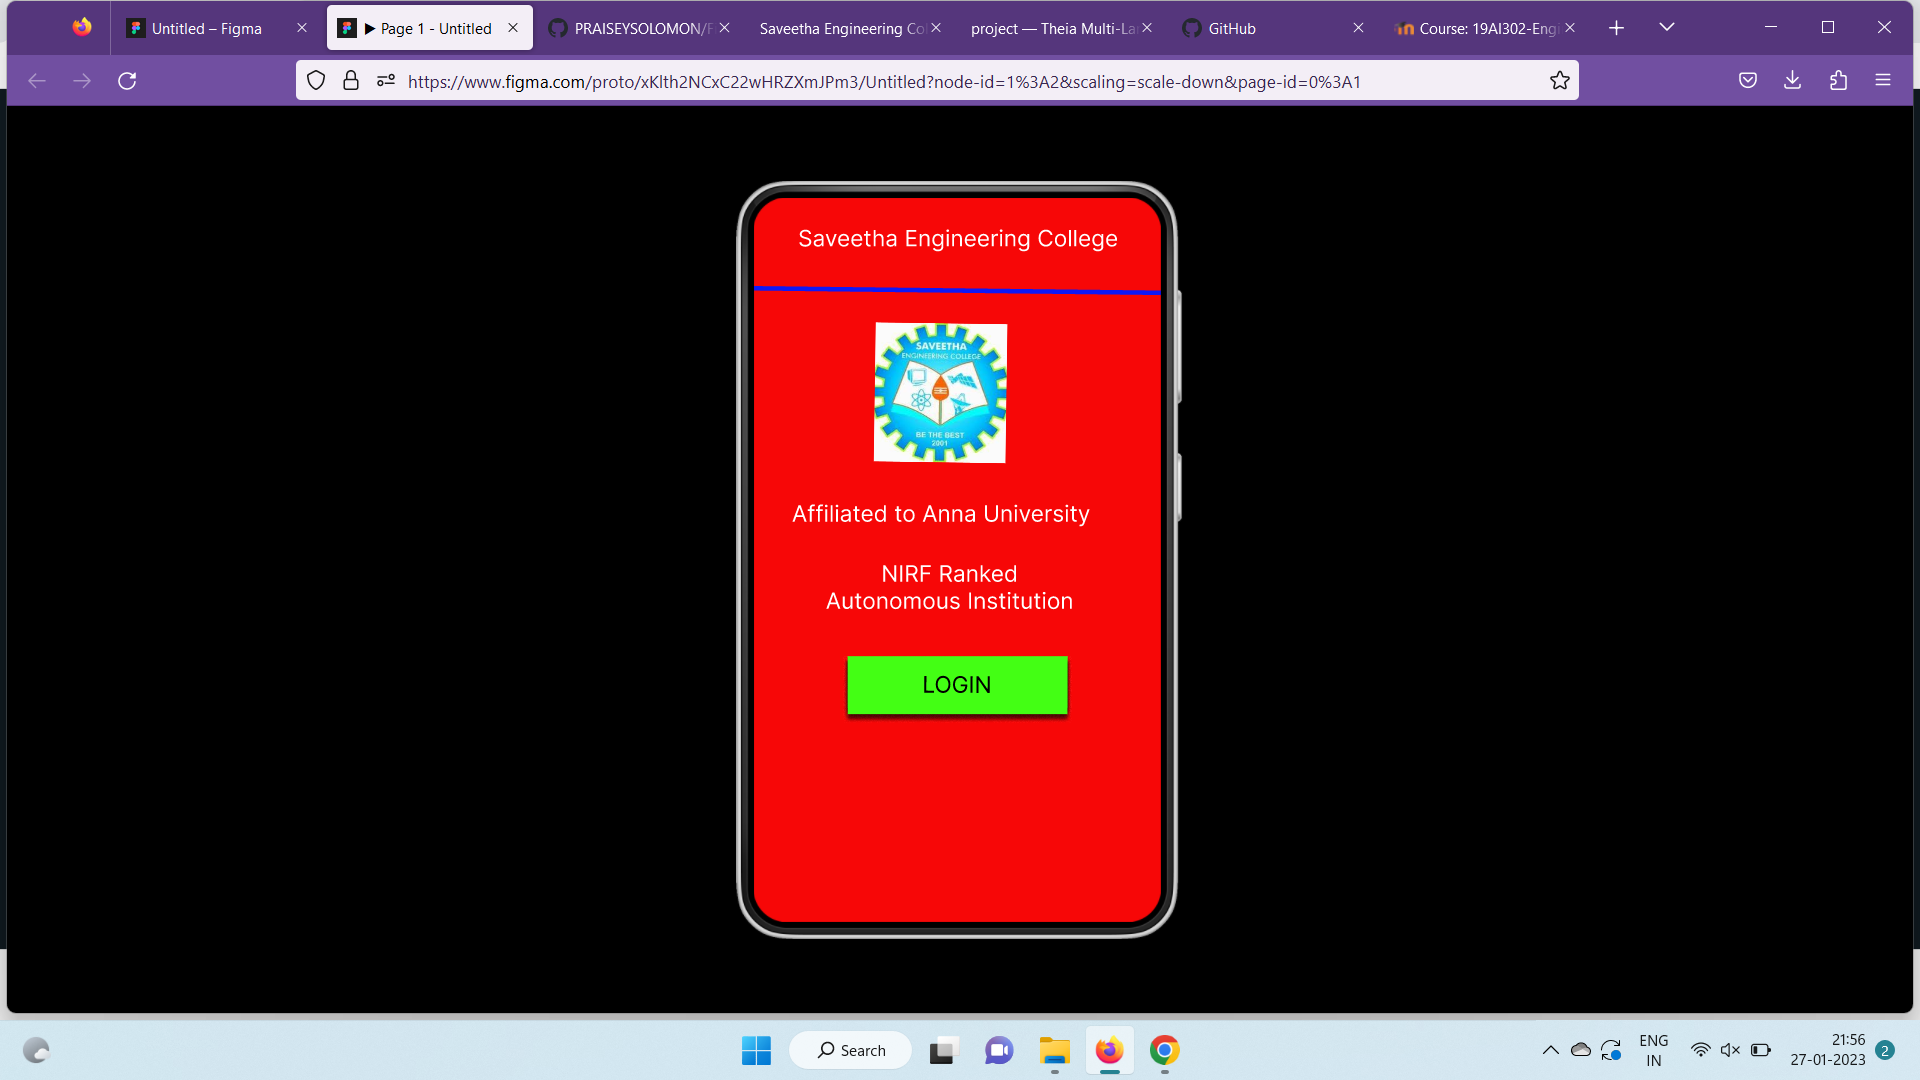 Untitled – Figma
Page 1 - Untitled
PRAISEYSOLOMON/
Saveetha Engineering Co
project — Theia Multi-La
GitHub
Course: 19AI302-Engi
https://www.figma.com/proto/xKlth2NCxC22wHRZXmJPm3/Untitled?node-id=1%3A2&scaling=scale-down&page-id=0%3A1
Saveetha Engineering College
SAVEETHA
ENGINEERING COLLEGE
BE THE BEST
2001
Affiliated to Anna University
NIRF Ranked
Autonomous Institution
LOGIN
Search
ENG
IN
21:56
27-01-2023
2